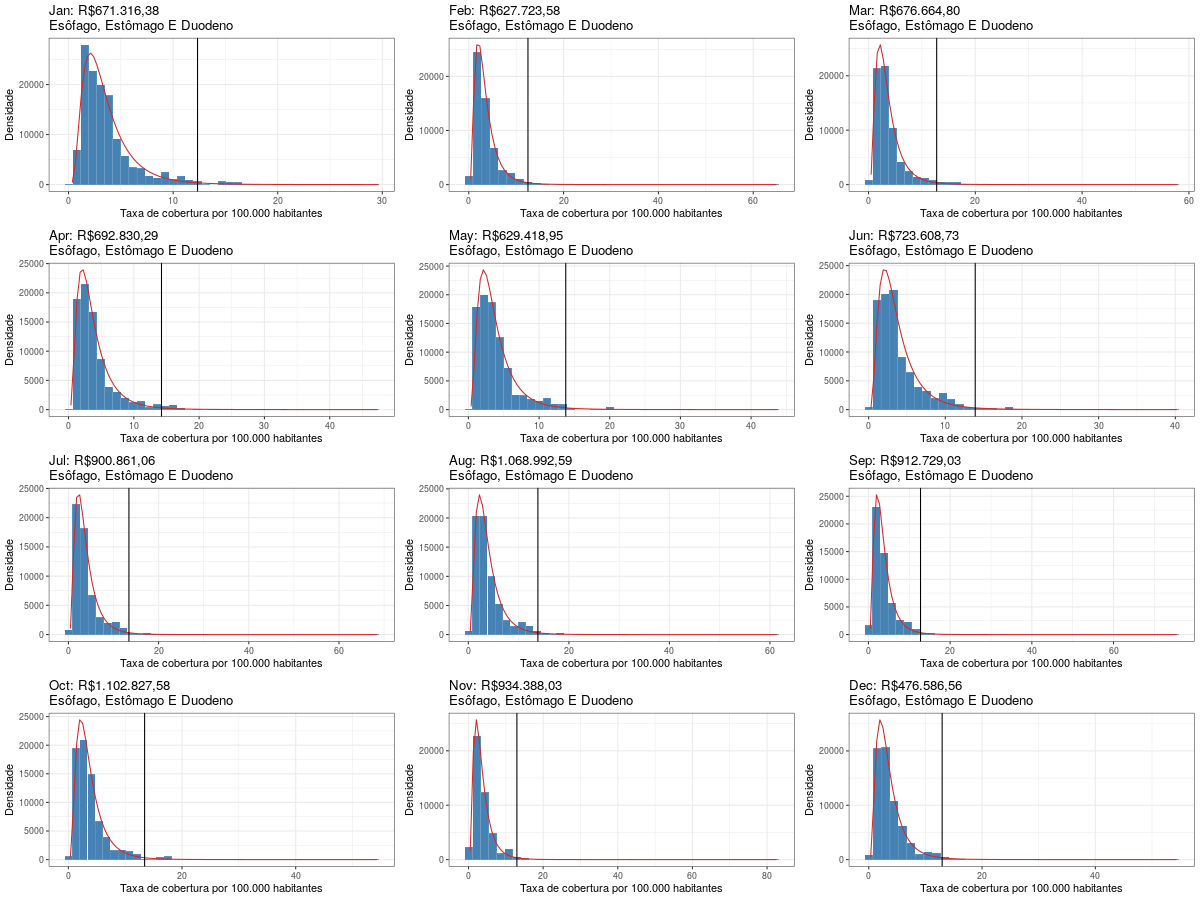 Jan: R$671.316,38
Esôfago, Estômago E Duodeno
Densidade
20000
10000
0
0 10 20 30
Taxa de cobertura por 100.000 habitantes
Feb: R$627.723,58
Esôfago, Estômago E Duodeno
Densidade
20000
10000
0
0 20 40 60
Taxa de cobertura por 100.000 habitantes
Mar: R$676.664,80
Esôfago, Estômago E Duodeno
Densidade
20000
10000
0
0 20 40 60
Taxa de cobertura por 100.000 habitantes
Apr: R$692.830,29
Esôfago, Estômago E Duodeno
Densidade
25000
20000
15000
10000
5000
0
0 20 40
Taxa de cobertura por 100.000 habitantes
May: R$629.418,95
Esôfago, Estômago E Duodeno
Densidade
25000
20000
15000
10000
5000
0
0 10 20 30 40
Taxa de cobertura por 100.000 habitantes
Jun: R$723.608,73
Esôfago, Estômago E Duodeno
Densidade
25000
20000
15000
10000
5000
0
0 10 20 30 40
Taxa de cobertura por 100.000 habitantes
Jul: R$900.861,06
Esôfago, Estômago E Duodeno
Densidade
25000
20000
15000
10000
5000
0
0 20 40 60
Taxa de cobertura por 100.000 habitantes
Aug: R$1.068.992,59
Esôfago, Estômago E Duodeno
Densidade
25000
20000
15000
10000
5000
0
0 20 40 60
Taxa de cobertura por 100.000 habitantes
Sep: R$912.729,03
Esôfago, Estômago E Duodeno
Densidade
25000
20000
15000
10000
5000
0
0 20 40 60
Taxa de cobertura por 100.000 habitantes
Oct: R$1.102.827,58
Esôfago, Estômago E Duodeno
Densidade
25000
20000
15000
10000
5000
0
0 20 40
Taxa de cobertura por 100.000 habitantes
Nov: R$934.388,03
Esôfago, Estômago E Duodeno
Densidade
20000
10000
0
0 20 40 60 80
Taxa de cobertura por 100.000 habitantes
Dec: R$476.586,56
Esôfago, Estômago E Duodeno
Densidade
20000
10000
0
0 20 40
Taxa de cobertura por 100.000 habitantes